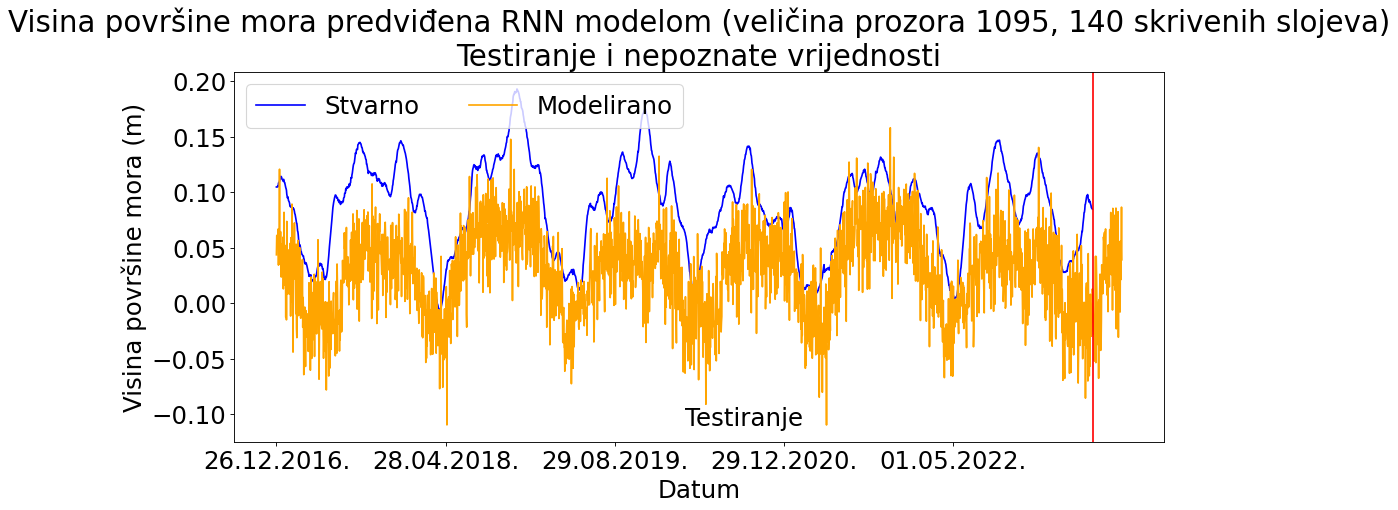 Visina površine mora predviđena RNN modelom (veličina prozora 1095, 140 skrivenih slojeva)
Testiranje i nepoznate vrijednosti
Stvarno
Modelirano
Visina površine mora (m)
0.20
0.15
0.10
0.05
0.00
−0.05
−0.10
Testiranje
26.12.2016.
28.04.2018.
29.08.2019.
29.12.2020.
01.05.2022.
Datum